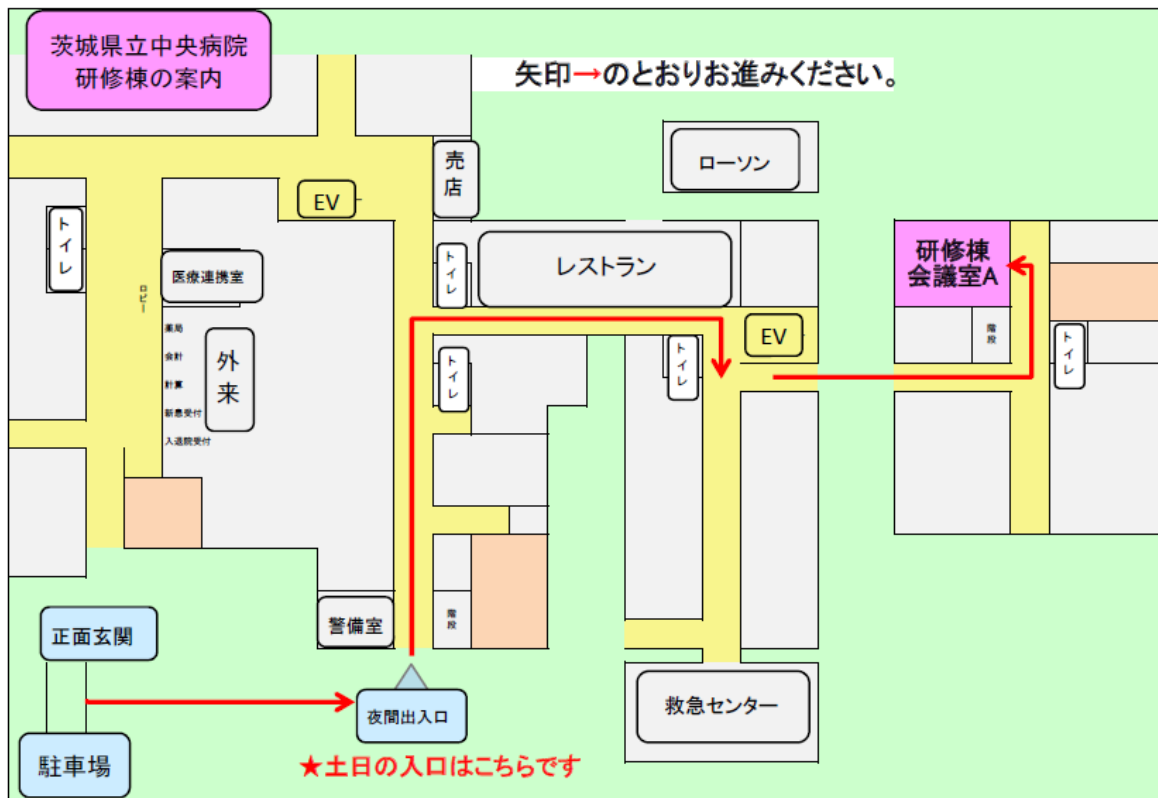 茨城県立中央病院
研修棟の案内
矢印→のとおりお進みください。
売店
ローソン
EV
トイレ
医療連携室
ロビー
トイレ
レストラン
研修棟
会議室A
薬局
会計
計算
新患受付
入退院受付
外来
トイレ
トイレ
EV
階段
トイレ
正面玄関
警備室
階段
夜間出入口
救急センター
駐車場
★土日の入口はこちらです